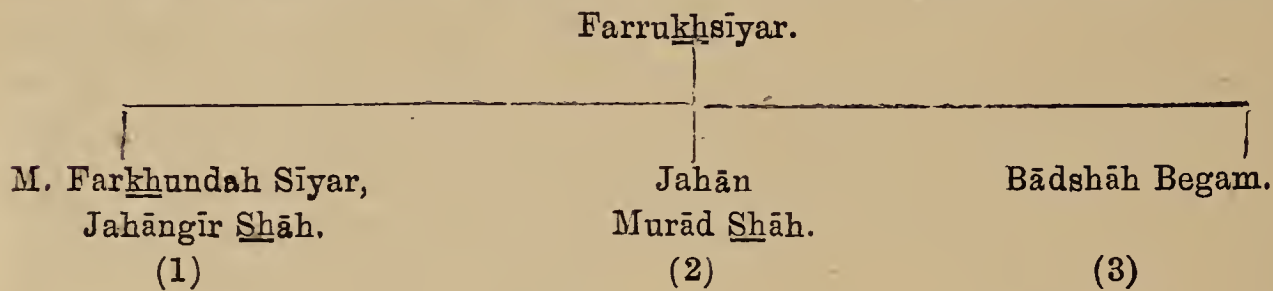 Farrukhsīyar.
M. Farkhundah Sīyar,
Jahāngīr Shāh.
(1)
Jahān
Murād Shāh.
(2)
Bādshāh Begam.
(3)